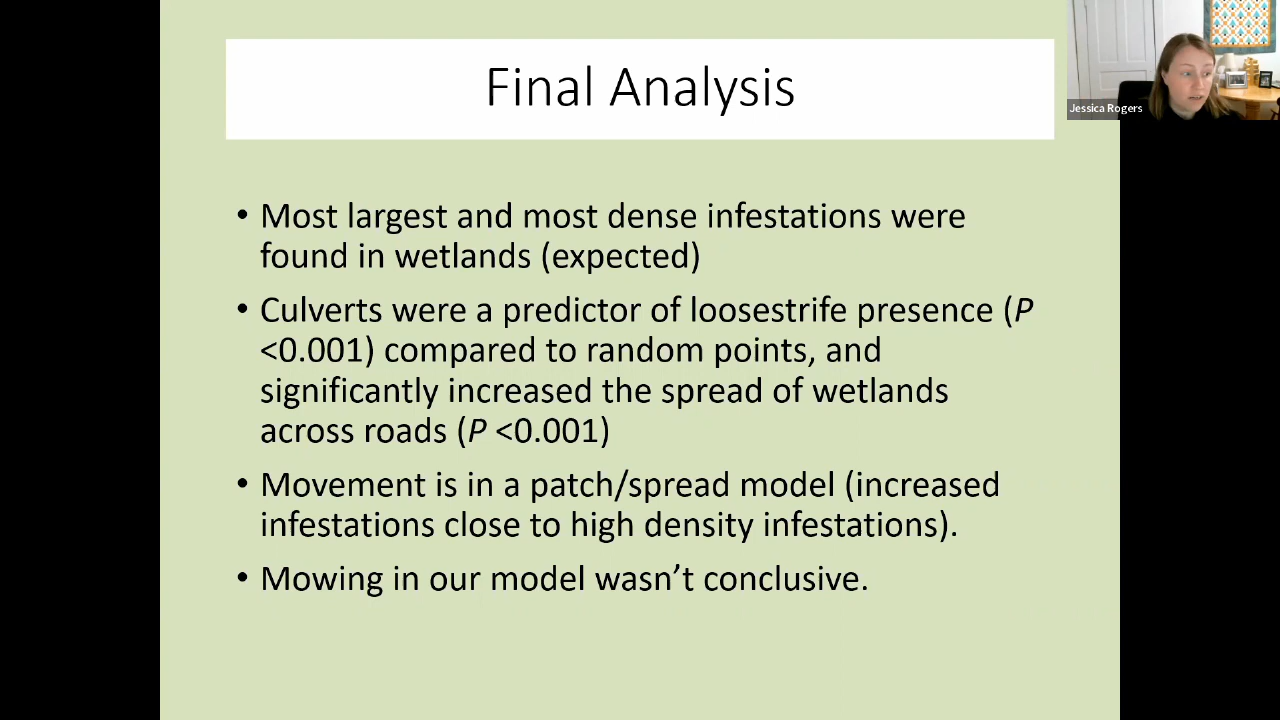 Final Analysis
Jessica Rogers
• Most largest and most dense infestations were
found in wetlands (expected)
• Culverts were a predictor of loosestrife presence (P
<0.001) compared to random points, and
significantly increased the spread of wetlands
across roads (P <0.001)
• Movement is in a patch/spread model (increased
infestations close to high density infestations).
• Mowing in our model wasn’t conclusive.